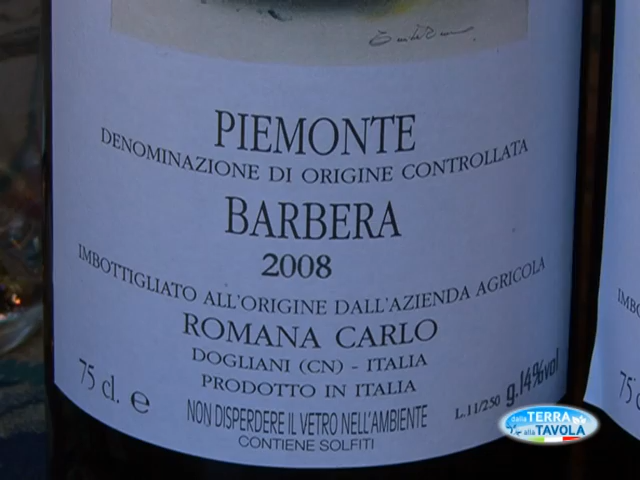 PIEMONTE
DENOMINAZIONE DI ORIGINE CONTROLLATA
BARBERA
2008
IMBOTTIGLIATO ALL'ORIGINE DALL'AZIENDA AGRICOLA
ROMANA CARLO
DOGLIANI (CN) - ITALIA
PRODOTTO IN ITALIA
75 cl. e
NON DISPERDERE IL VETRO NELL'AMBIENTE
CONTIENE SOLFITI
L.11/250 g.14%vol
dalla TERRA
alla TAVOLA
IMBO
75 c